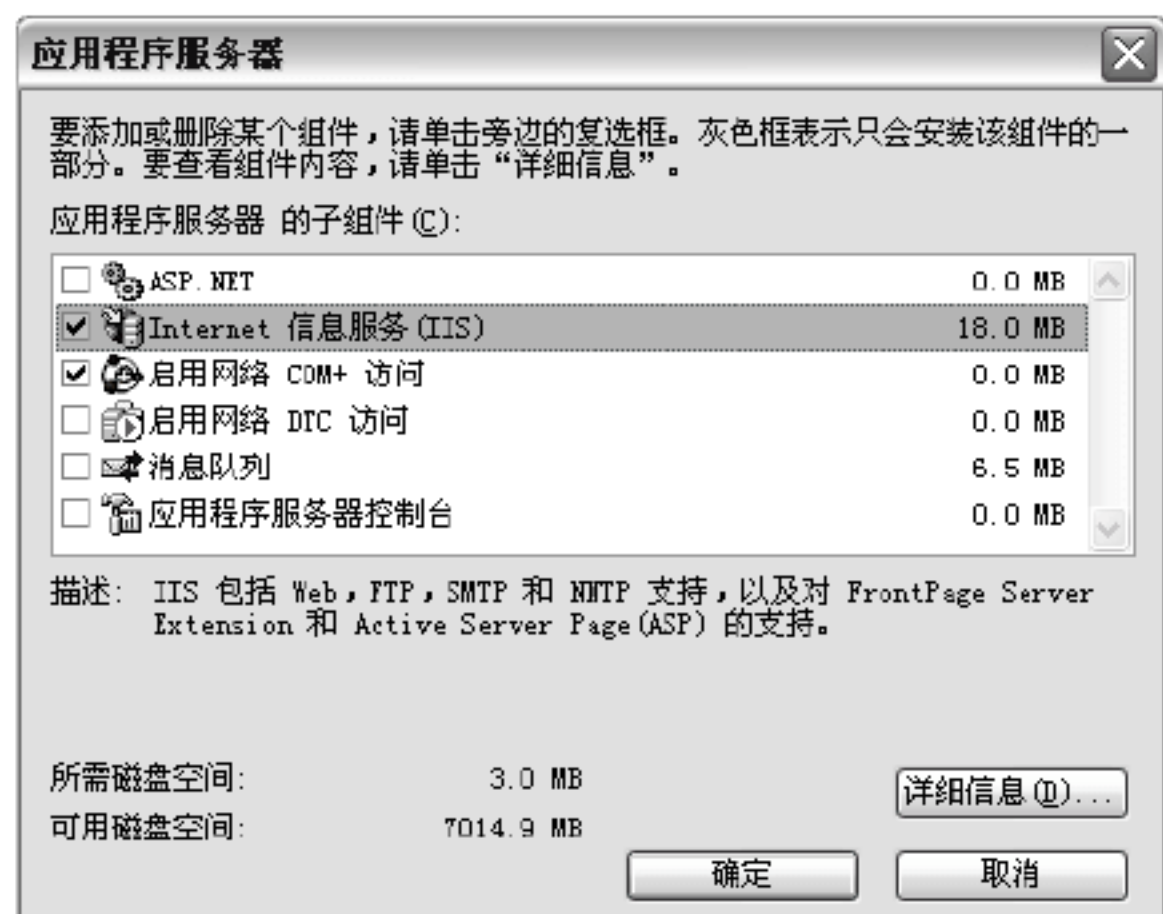 应用程序服务器
要添加或删除某个组件，请单击旁边的复选框。灰色框表示只会安装该组件的一
部分。要查看组件内容，请单击“详细信息”。
应用程序服务器 的子组件(C):
ASP.NET 0.0 MB
Internet 信息服务(IIS) 18.0 MB
启用网络 COM+ 访问 0.0 MB
启用网络 DTC 访问 0.0 MB
消息队列 6.5 MB
应用程序服务器控制台 0.0 MB
描述: IIS 包括 Web，FTP，SMTP 和 NNTP 支持，以及对 FrontPage Server
Extension 和 Active Server Page(ASP) 的支持。
所需磁盘空间: 3.0 MB
详细信息(D)...
可用磁盘空间: 7014.9 MB
确定 取消